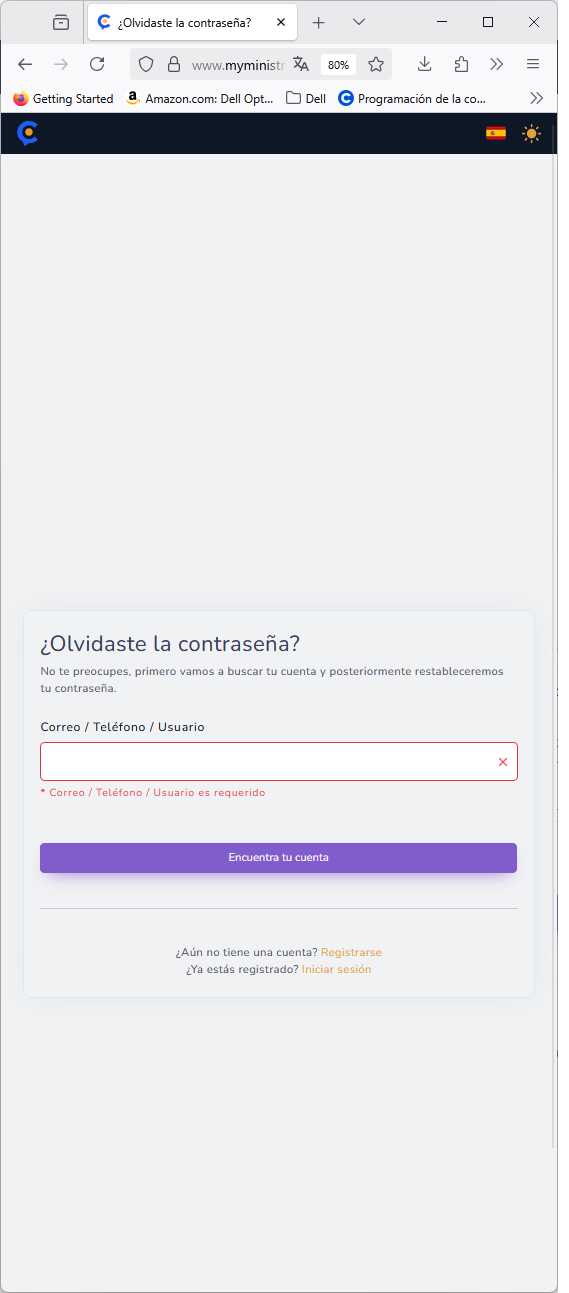 ¿Olvidaste la contraseña?
www.myministr
80%
Getting Started
Amazon.com: Dell Opt...
Dell
Programación de la co...
¿Olvidaste la contraseña?
No te preocupes, primero vamos a buscar tu cuenta y posteriormente restableceremos
tu contraseña.
Correo / Teléfono / Usuario
* Correo / Teléfono / Usuario es requerido
Encuentra tu cuenta
¿Aún no tiene una cuenta? Registrarse
¿Ya estás registrado? Iniciar sesión